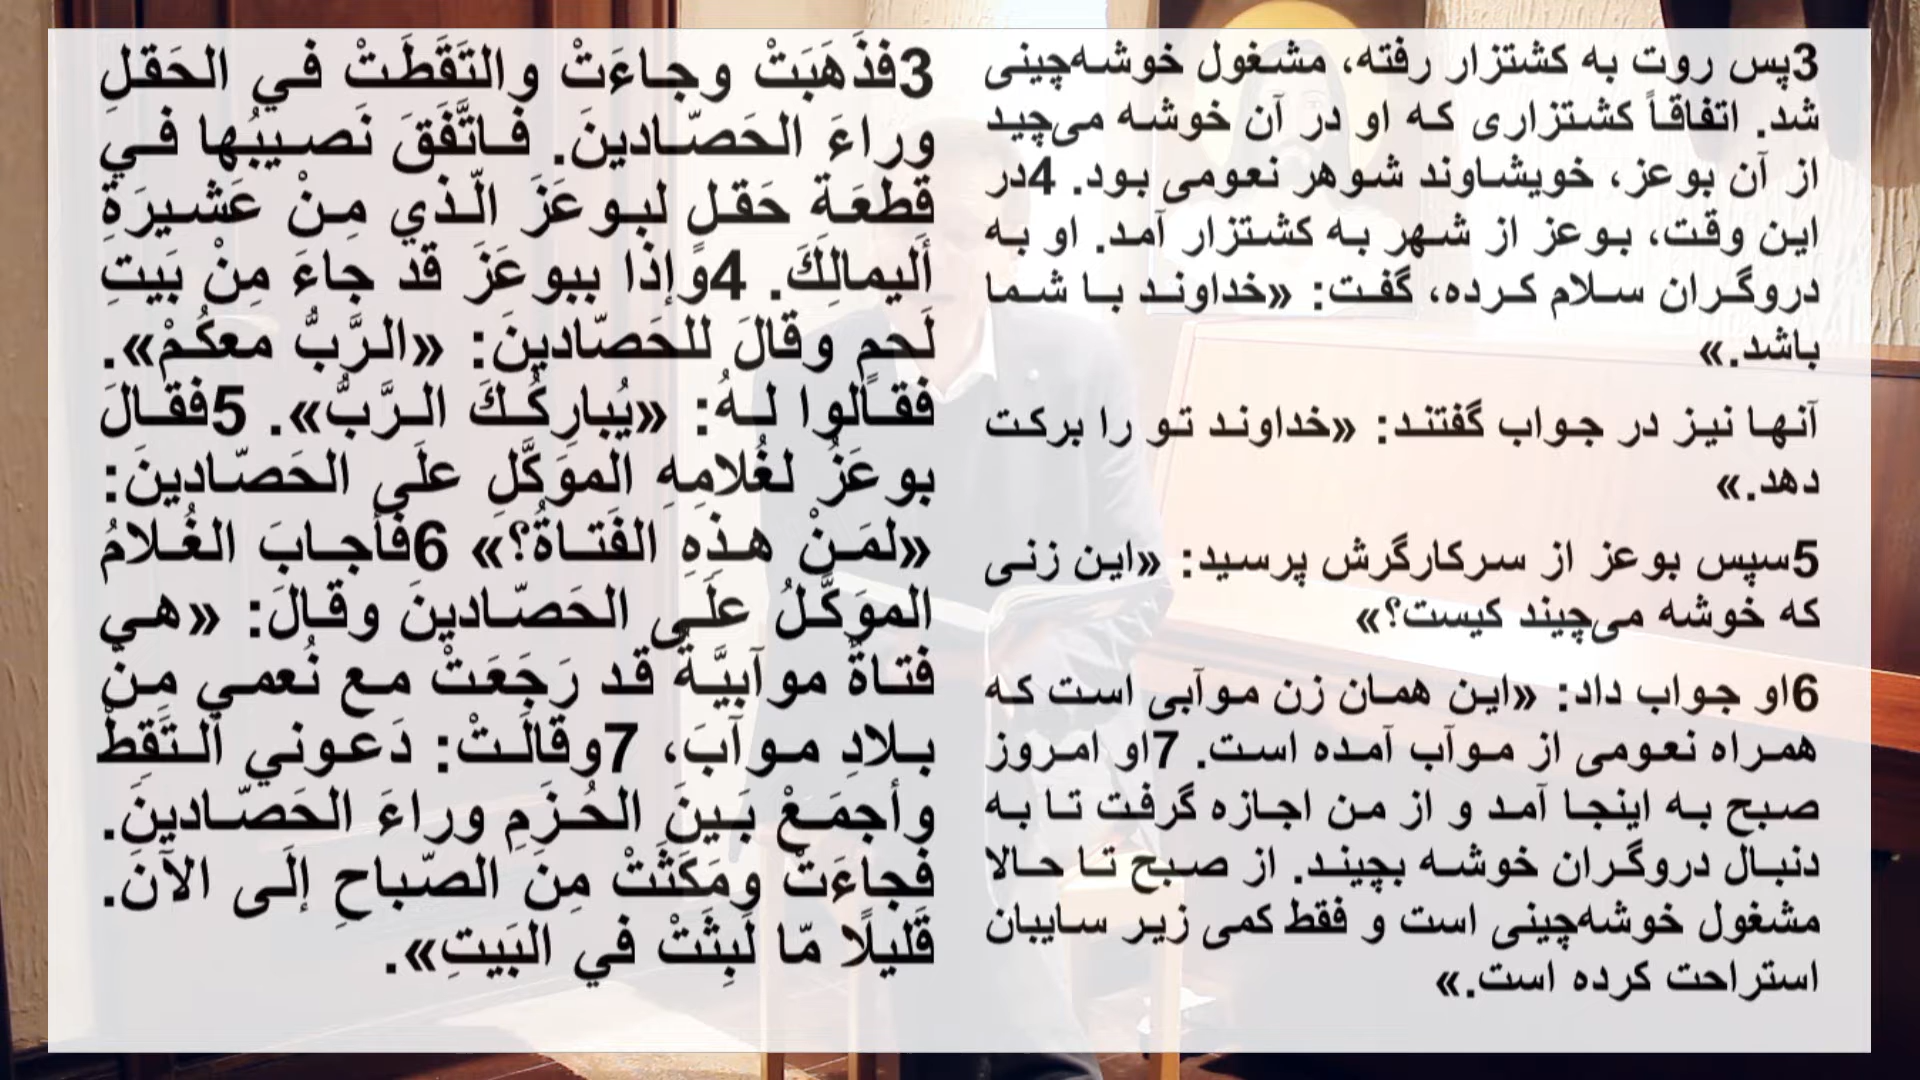 3پس روت به کشتزار رفته، مشغول خوشه‌چینی
شد. اتفاقاً کشتزاری که او در آن خوشه می‌چید
از آن بوعز، خویشاوند شوهر نعومی بود. 4در
این وقت، بوعز از شهر به کشتزار آمد. او به
دروگران سلام کرده، گفت: «خداوند با شما
باشد.»
آنها نیز در جواب گفتند: «خداوند تو را برکت
دهد.»
5سپس بوعز از سرکارگرش پرسید: «این زنی
که خوشه می‌چیند کیست؟»
6او جواب داد: «این همان زن موآبی است که
همراه نعومی از موآب آمده است. 7او امروز
صبح به اینجا آمد و از من اجازه گرفت تا به
دنبال دروگران خوشه بچیند. از صبح تا حالا
مشغول خوشه‌چینی است و فقط کمی زیر سایبان
استراحت کرده است.»
3فذَهَبَتْ وجاءَتْ والتَقَطَتْ في الحَقلِ
وراءَ الحَصّادينَ. فاتَّفَقَ نَصيبُها في
قِطعَةِ حَقلٍ لبوعَزَ الّذي مِنْ عَشيرَةِ
أليمالِكَ. 4وإذا ببوعَزَ قد جاءَ مِنْ بَيتِ
لَحمٍ وقالَ للحَصّادينَ: «الرَّبُّ معكُمْ».
فقالوا لهُ: «يُبارِكُكَ الرَّبُّ». 5فقالَ
بوعَزُ لغُلامِهِ الموَكَّلِ علَى الحَصّادينَ:
«لمَنْ هذِهِ الفَتاةُ؟» 6فأجابَ الغُلامُ
الموَكَّلُ علَى الحَصّادينَ وقالَ: «هي
فتاةٌ موآبيَّةٌ قد رَجَعَتْ مع نُعمي مِنْ
بلادِ موآبَ، 7وقالَتْ: دَعوني ألتَقِطْ
وأجمَعْ بَينَ الحُزَمِ وراءَ الحَصّادينَ.
فجاءَتْ ومَكَثَتْ مِنَ الصّباحِ إلَى الآنَ.
قَليلًا مّا لَبِثَتْ في البَيتِ».